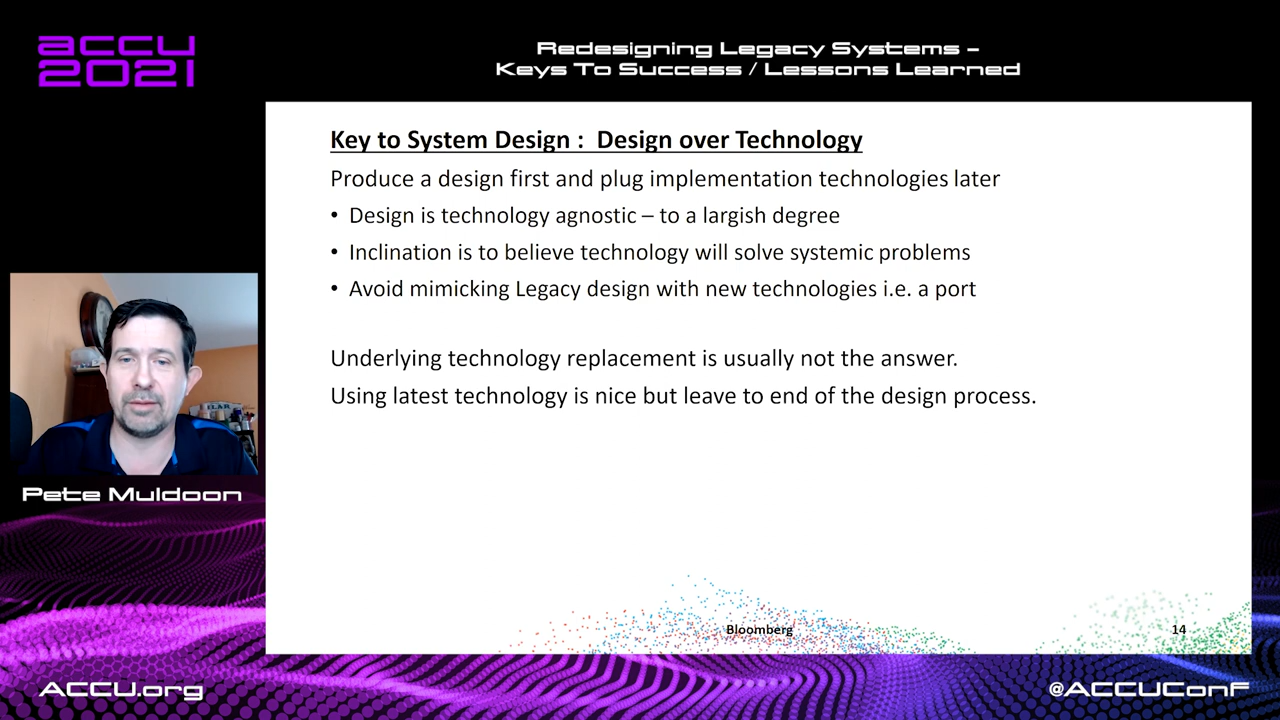 accu
2021
Redesigning Legacy Systems –
Keys To Success / Lessons Learned
Key to System Design :  Design over Technology
Produce a design first and plug implementation technologies later
• Design is technology agnostic – to a largish degree
• Inclination is to believe technology will solve systemic problems
• Avoid mimicking Legacy design with new technologies i.e. a port
Underlying technology replacement is usually not the answer.
Using latest technology is nice but leave to end of the design process.
Pete Muldoon
Bloomberg
14
ACCU.org
@ACCUConf